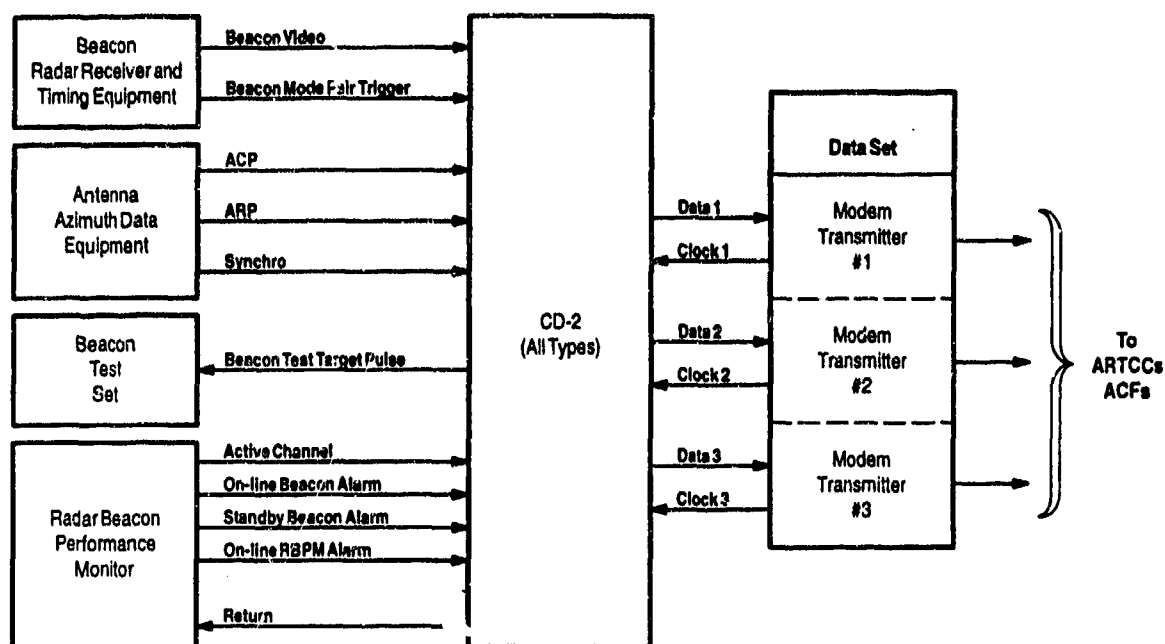 Beacon
Radar Receiver and
Timing Equipment
Beacon Video
Beacon Mode Pair Trigger
Antenna
Azimuth Data
Equipment
ACP
ARP
Synchro
Beacon
Test
Set
Beacon Test Target Pulse
Radar Beacon
Performance
Monitor
Active Channel
On-line Beacon Alarm
Standby Beacon Alarm
On-line RBPM Alarm
Return
CD-2
(All Types)
Data 1
Clock 1
Data 2
Clock 2
Data 3
Clock 3
Data Set
Modem
Transmitter
#1
Modem
Transmitter
#2
Modem
Transmitter
#3
To
ARTCCs
ACFs